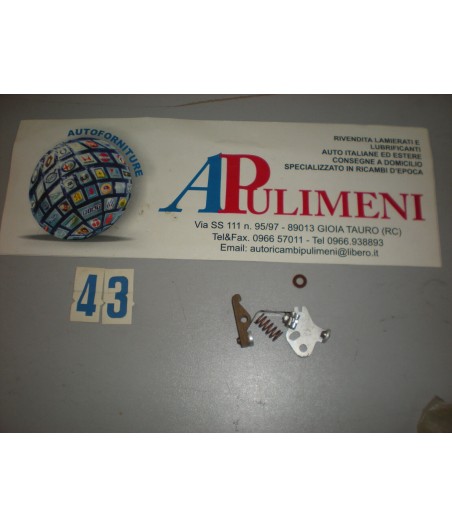 AUTOFORNITURE
RIVENDITA LAMIERATI E
LUBRIFICANTI
AUTO ITALIANE ED ESTERE
CONSEGNE A DOMICILIO
SPECIALIZZATO IN RICAMBI D'EPOCA
APULIMENI
Via SS 111 n. 95/97 - 89013 GIOIA TAURO (RC)
Tel&Fax. 0966 57011 - Tel 0966.938893
Email: autoricambipulimeni@libero.it
43